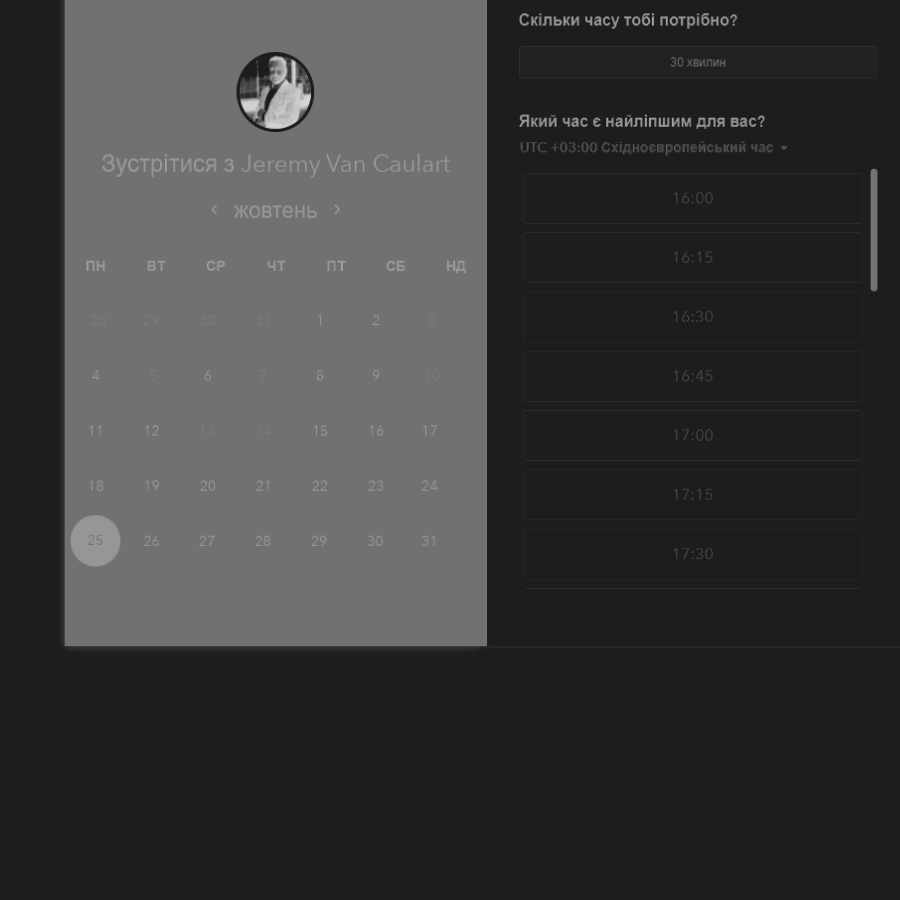 Зустрітися з Jeremy Van Caulart
жовтень
ПН ВТ СР ЧТ ПТ СБ НД
28 29 30 31 1 2 3
4 5 6 7 8 9 10
11 12 13 14 15 16 17
18 19 20 21 22 23 24
25 26 27 28 29 30 31
Скільки часу тобі потрібно?
30 хвилин
Який час є найліпшим для вас?
UTC +03:00 Східноєвропейський час
16:00
16:15
16:30
16:45
17:00
17:15
17:30